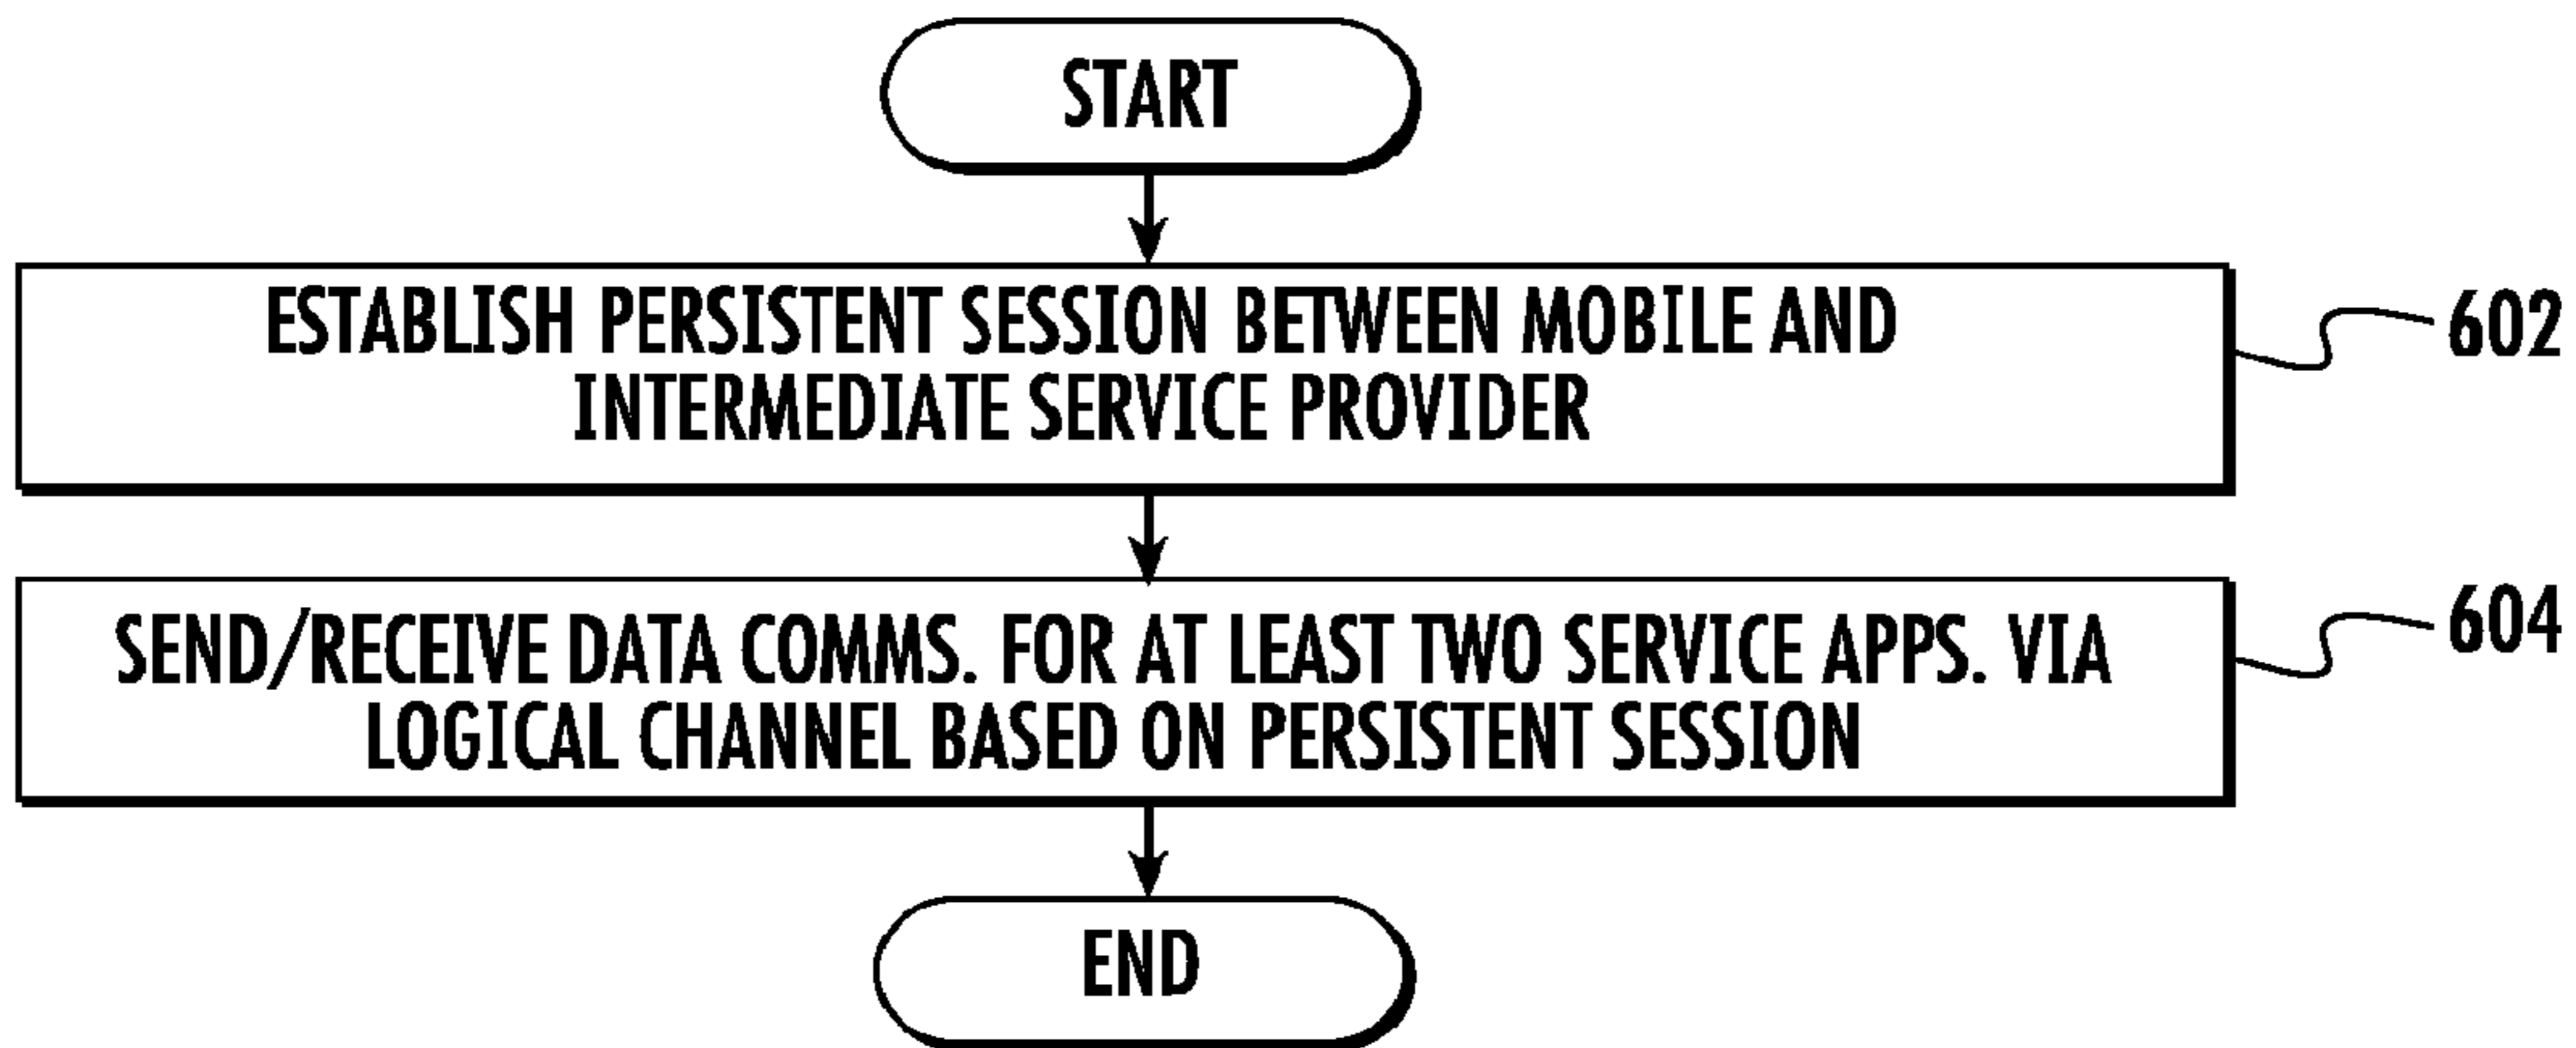 START
ESTABLISH PERSISTENT SESSION BETWEEN MOBILE AND
INTERMEDIATE SERVICE PROVIDER
602
SEND/RECEIVE DATA COMMS. FOR AT LEAST TWO SERVICE APPS. VIA
LOGICAL CHANNEL BASED ON PERSISTENT SESSION
604
END